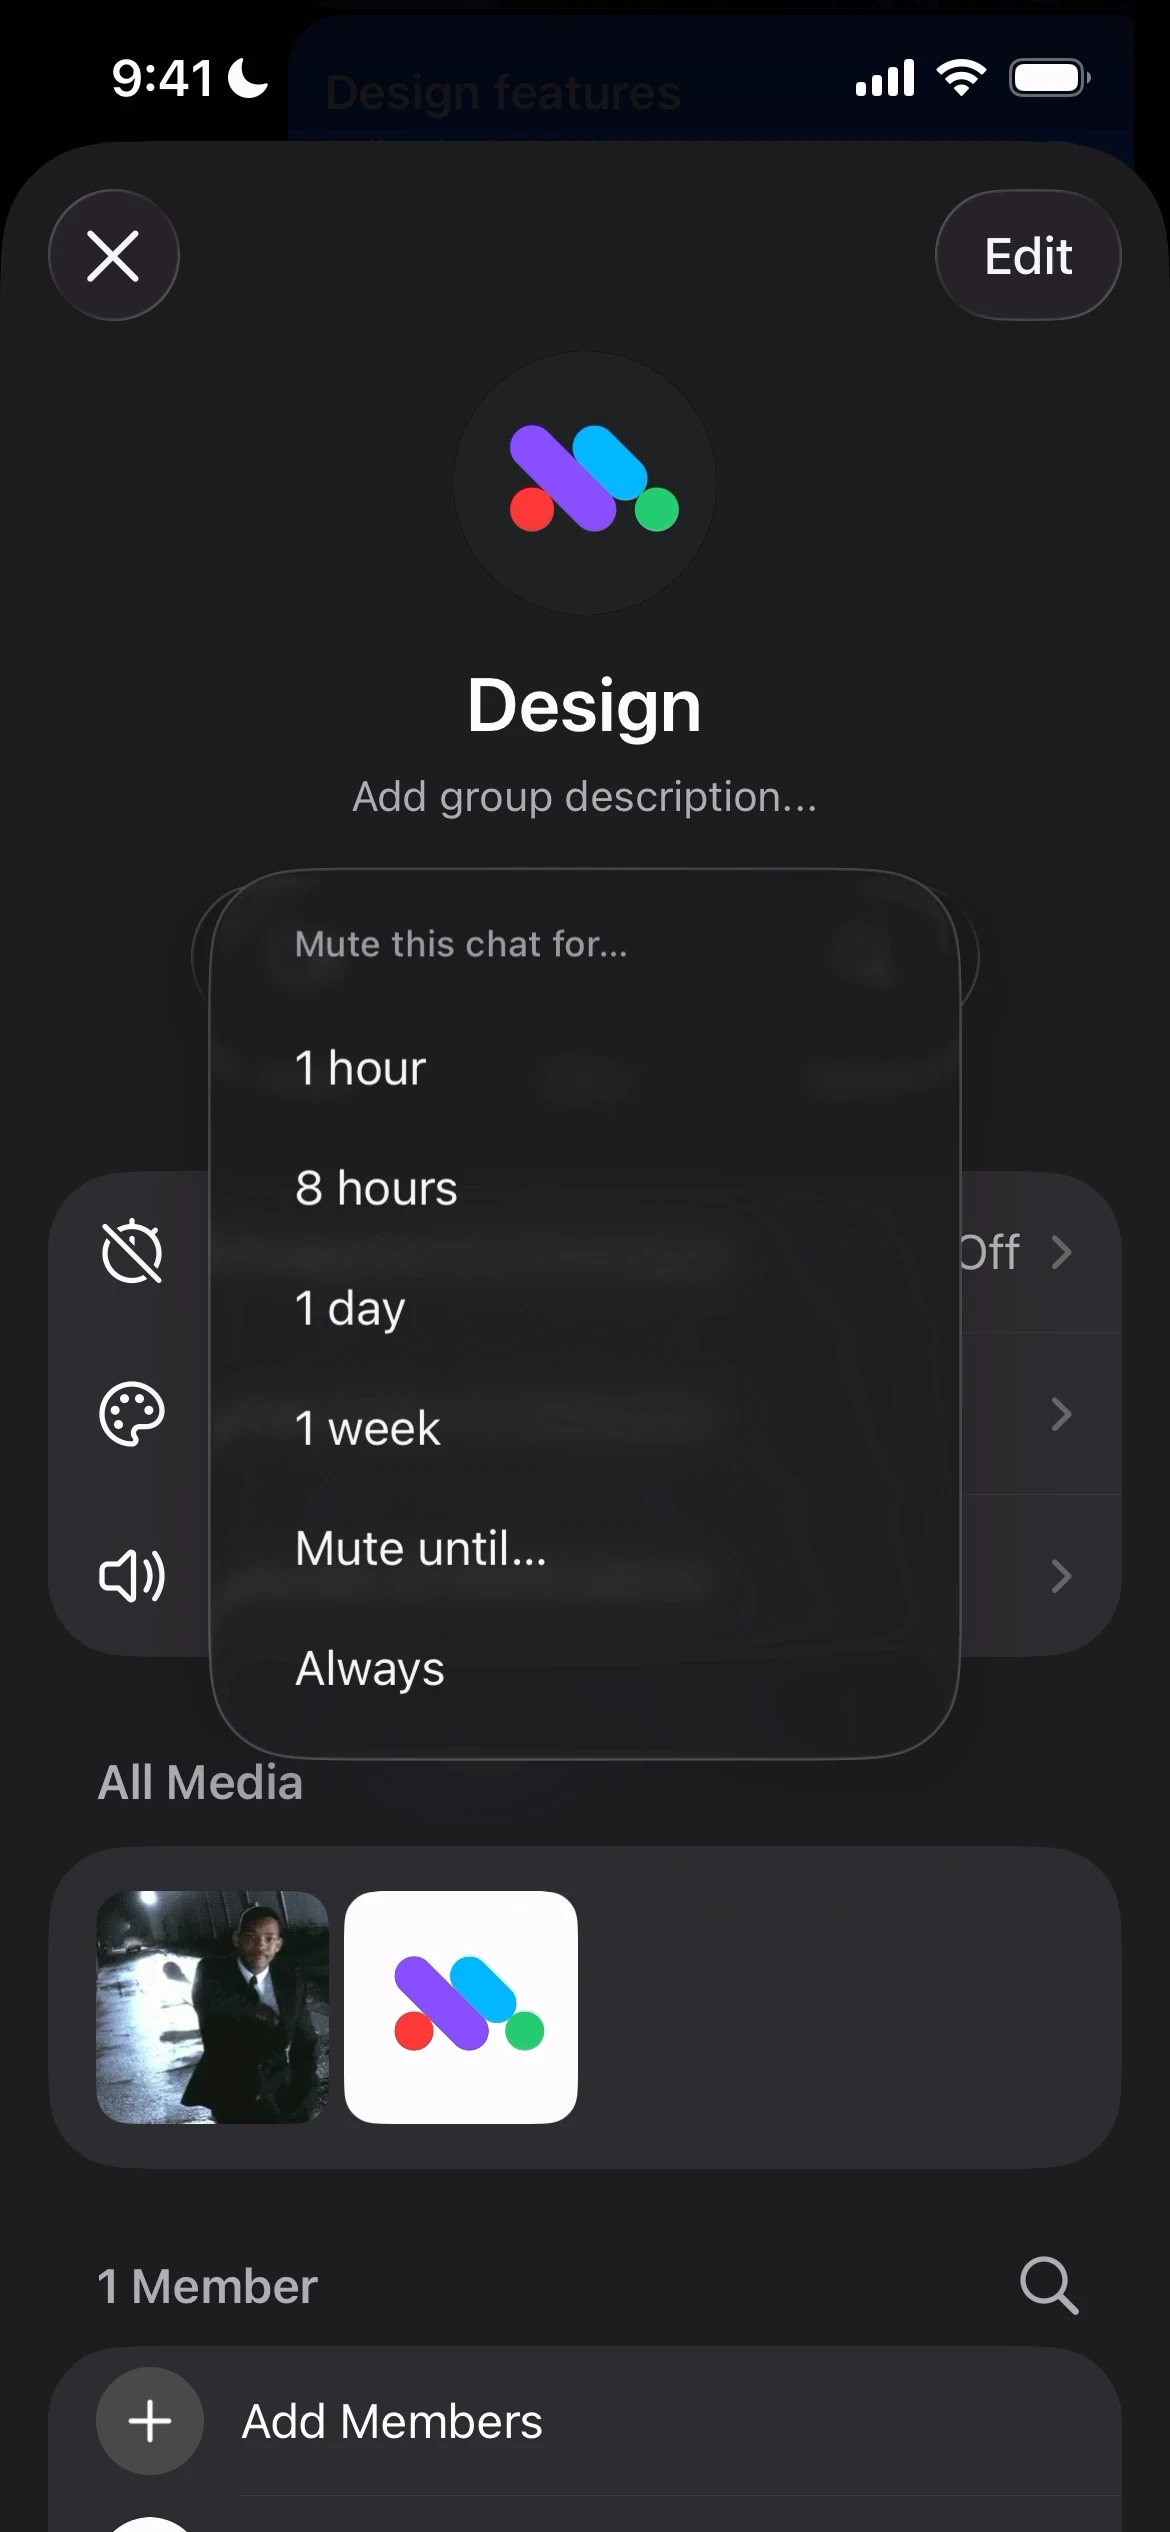 9:41
Design features
Edit
Design
Add group description...
Mute this chat for...
1 hour
8 hours
1 day
Off
1 week
Mute until...
Always
All Media
1 Member
Add Members